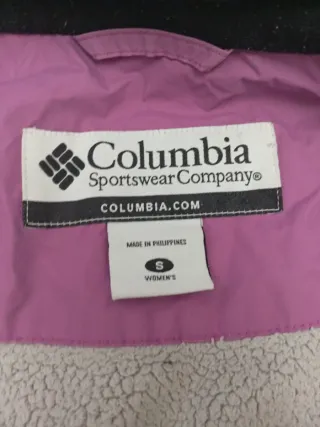 Columbia
Sportswear Company®
COLUMBIA.COM
MADE IN PHILIPPINES
S
WOMEN'S